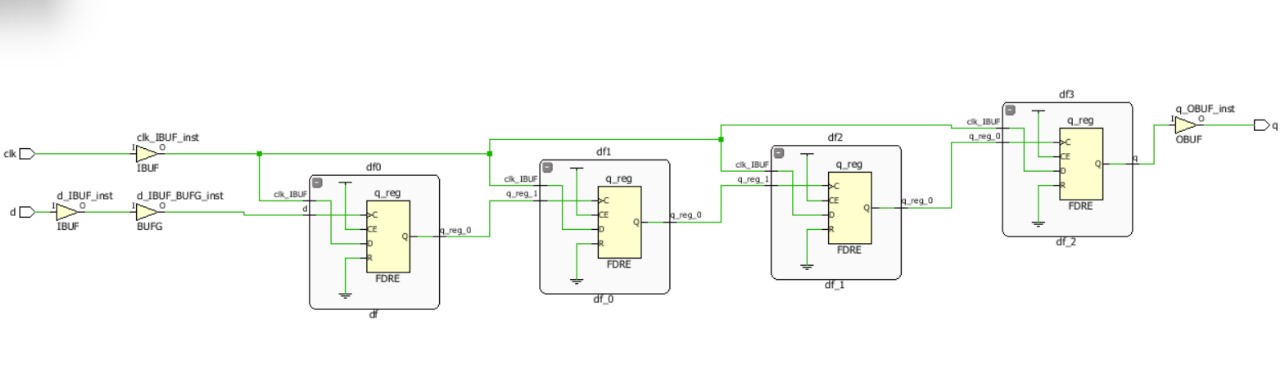 clk
clk_IBUF_inst
I
O
IBUF
d
d_IBUF_inst
I
O
IBUF
d_IBUF_BUFG_inst
I
O
BUFG
df0
clk_IBUF
d
q_reg
C
CE
D
R
Q
FDRE
q_reg_0
df
df1
clk_IBUF
q_reg_1
q_reg
C
CE
D
R
Q
FDRE
q_reg_0
df_0
df2
clk_IBUF
q_reg_1
q_reg
C
CE
D
R
Q
FDRE
q_reg_0
df_1
df3
clk_IBUF
q_reg_0
q_reg
C
CE
D
R
Q
FDRE
q
df_2
q_OBUF_inst
I
O
OBUF
q